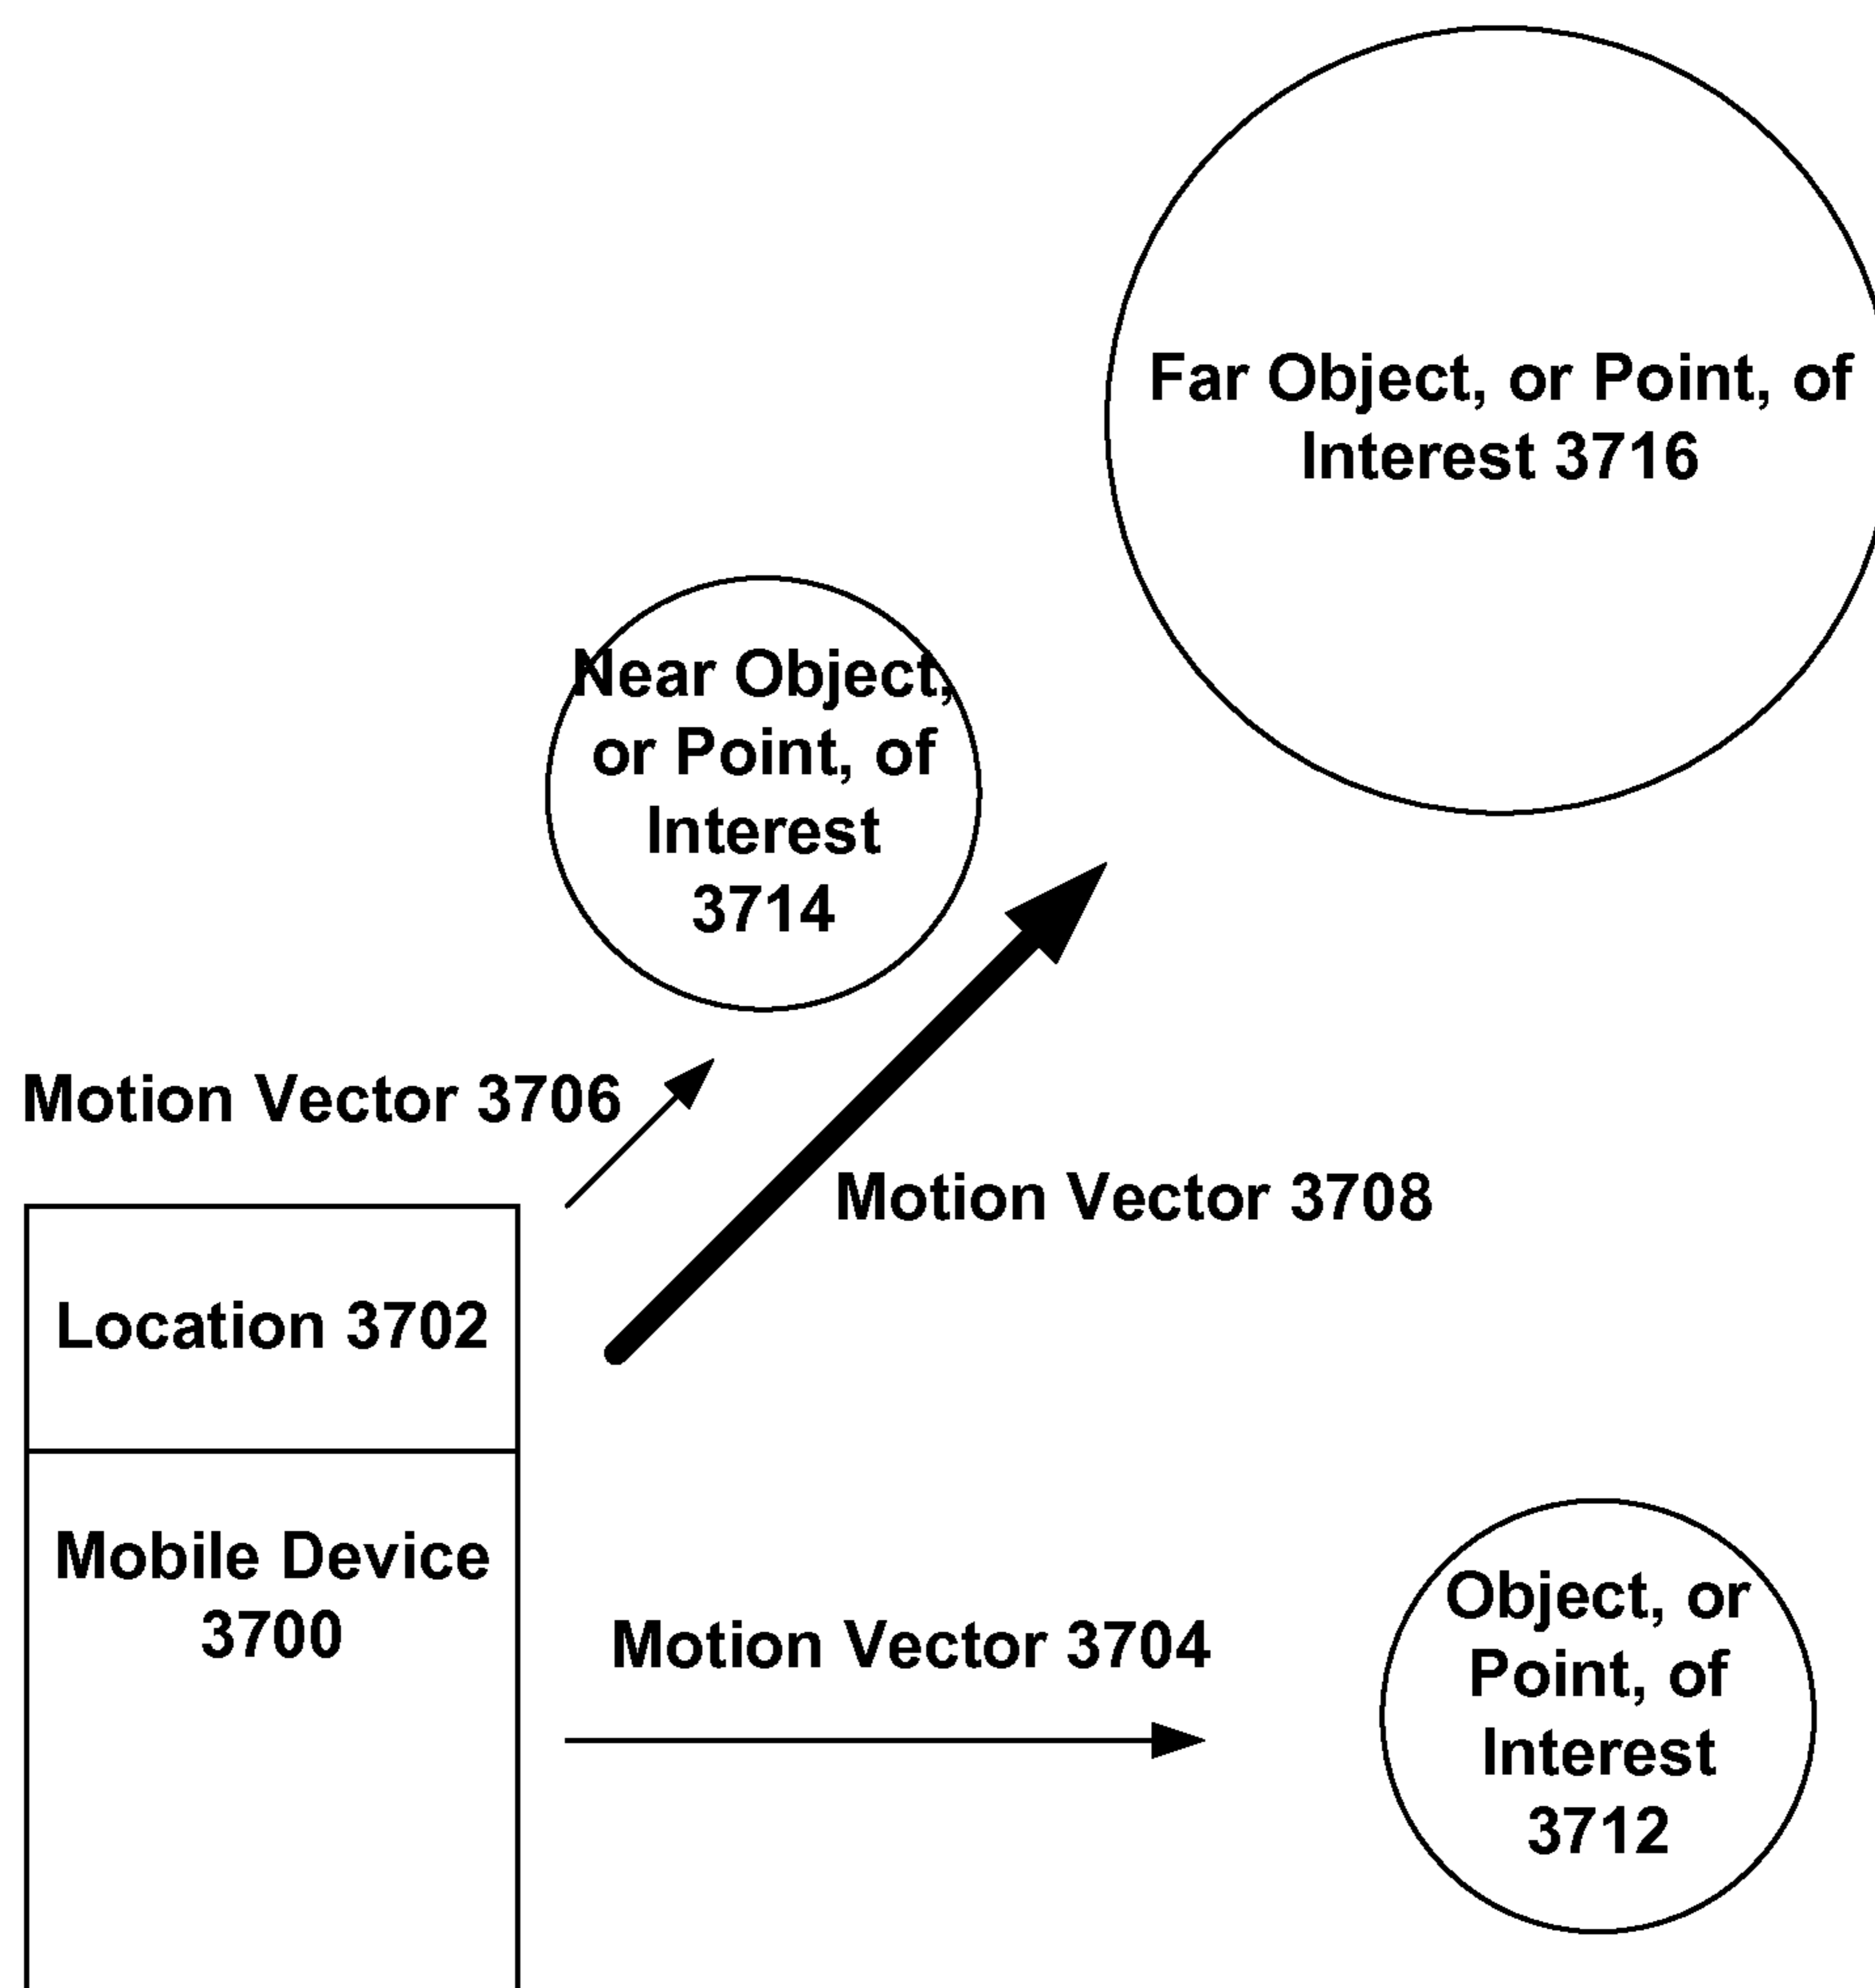 Far Object, or Point, of
Interest 3716
Near Object,
or Point, of
Interest
3714
Motion Vector 3706
Motion Vector 3708
Location 3702
Mobile Device
3700
Motion Vector 3704
Object, or
Point, of
Interest
3712